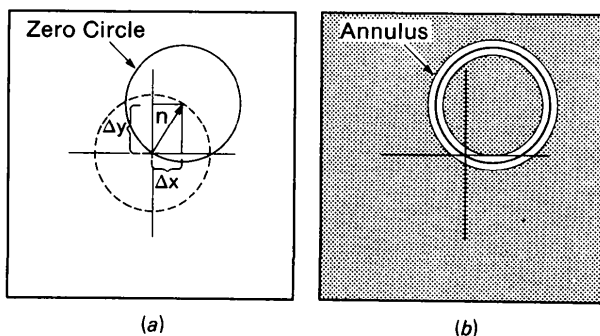 Zero Circle
Δy
n
Δx
(a)
Annulus
(b)